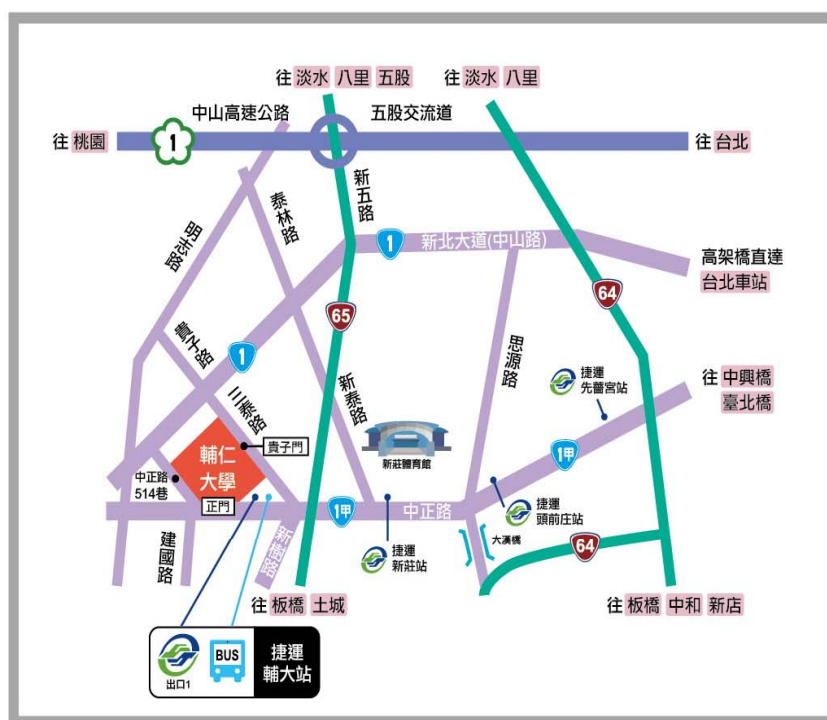 往 淡水 八里 五股
往 淡水 八里
中山高速公路
五股交流道
往 桃園
1
往 台北
新五路
泰林路
明志路
1
新北大道(中山路)
高架橋直達
台北車站
64
65
貴子路
1
思源路
捷運
先嗇宮站
往 中興橋
臺北橋
三泰路
新泰路
輔仁
大學
貴子門
新莊體育館
1甲
中正路
514巷
正門
1甲
中正路
捷運
頭前庄站
大漢橋
建國路
新樹路
捷運
新莊站
64
往 板橋 土城
往 板橋 中和 新店
BUS
出口1
捷運
輔大站